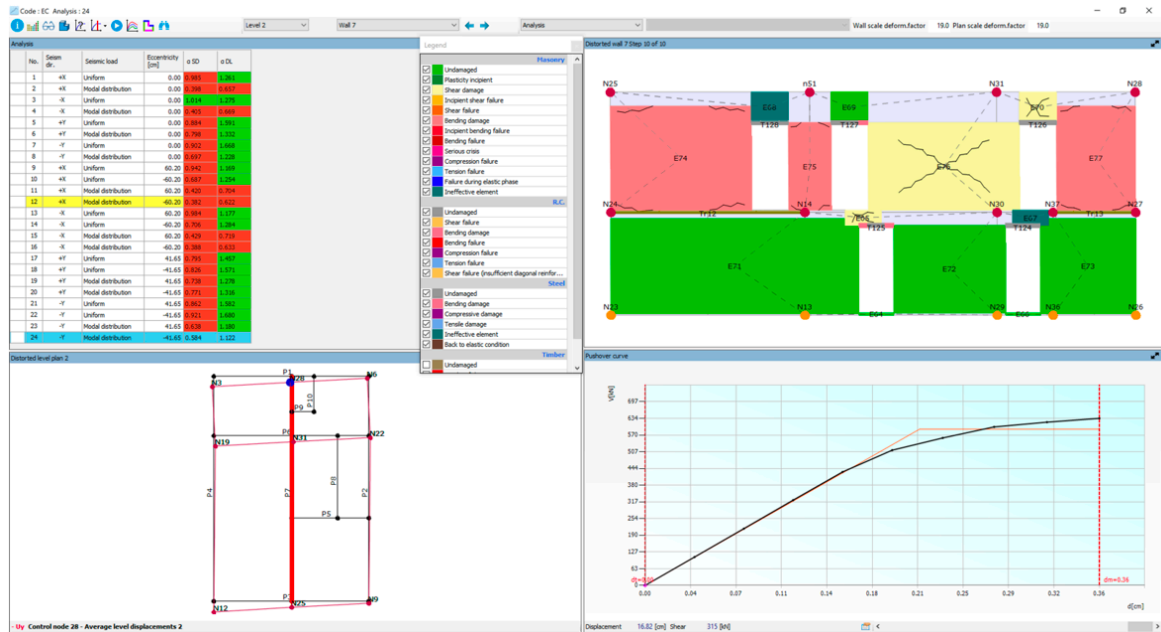 Code : EC Analysis : 24
Level 2 Wall 7 Analysis Wall scale deform.factor 19.0 Plan scale deform.factor 19.0
Analysis
No. Seism dir. Seismic load Eccentricity [cm] α SD α DL
1 +X Uniform 0.00 0.985 1.261
2 +X Modal distribution 0.00 0.398 0.637
3 -X Uniform 0.00 1.014 1.275
4 -X Modal distribution 0.00 0.405 0.668
5 +Y Uniform 0.00 0.884 1.591
6 +Y Modal distribution 0.00 0.798 1.332
7 -Y Uniform 0.00 0.902 1.668
8 -Y Modal distribution 0.00 0.697 1.228
9 +X Uniform 60.20 0.942 1.169
10 +X Uniform -60.20 0.687 1.254
11 +X Modal distribution 60.20 0.420 0.704
12 +X Modal distribution -60.20 0.382 0.622
13 -X Uniform 60.20 0.984 1.177
14 -X Uniform -60.20 0.706 1.284
15 -X Modal distribution 60.20 0.429 0.719
16 -X Modal distribution -60.20 0.388 0.633
17 +Y Uniform 41.65 0.795 1.457
18 +Y Uniform -41.65 0.826 1.571
19 +Y Modal distribution 41.65 0.738 1.278
20 +Y Modal distribution -41.65 0.771 1.316
21 -Y Uniform 41.65 0.862 1.582
22 -Y Uniform -41.65 0.921 1.680
23 -Y Modal distribution 41.65 0.638 1.180
24 -Y Modal distribution -41.65 0.584 1.122
Legend
Masonry
Undamaged
Plasticity incipient
Shear damage
Incipient shear failure
Shear failure
Bending damage
Incipient bending failure
Bending failure
Serious crisis
Compression failure
Tension failure
Failure during elastic phase
Ineffective element
R.C.
Undamaged
Shear failure
Bending damage
Bending failure
Compression failure
Tension failure
Shear failure (insufficient diagonal reinfor...
Steel
Undamaged
Bending damage
Compressive damage
Tensile damage
Ineffective element
Back to elastic condition
Timber
Undamaged
Distorted wall 7 Step 10 of 10
N25 n51 N31 N28
E68 E69 E70
T128 T127 T126
E74 E75 E76 E77
N24 N14 N30 N27
Tr12 E65 E67 Tr13
T125 T124
E71 E72 E73
N23 N13 N29 N36 N26
E64 E66
Distorted level plan 2
P1
N3 N28 N6
P10
P9
P6
N19 N31 N22
P4 P7 P8 P2
P5
N12 N25 N9
- Uy Control node 28 - Average level displacements 2
Pushover curve
V[kN]
697
634
570
507
444
380
317
254
190
127
63
0
dm=0.36
0.00 0.04 0.07 0.11 0.14 0.18 0.21 0.25 0.29 0.32 0.36
d[cm]
Displacement 16.82 [cm] Shear 315 [kN]